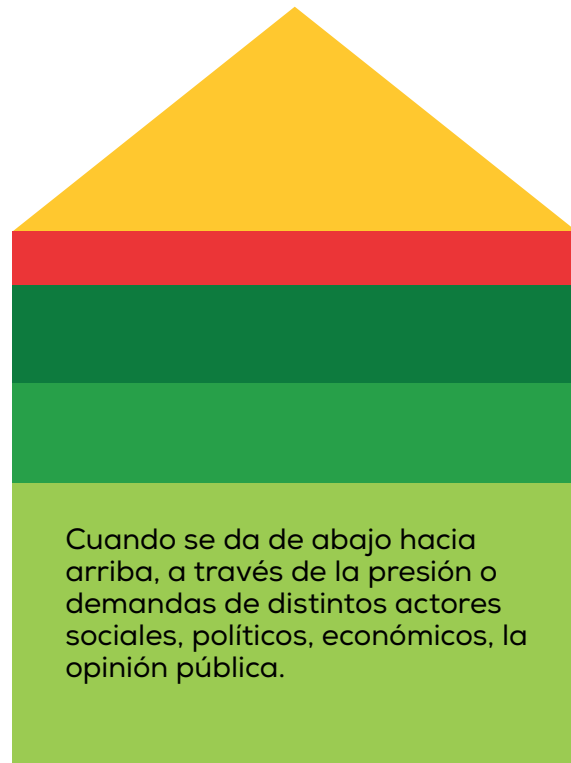 Cuando se da de abajo hacia
arriba, a través de la presión o
demandas de distintos actores
sociales, políticos, económicos, la
opinión pública.